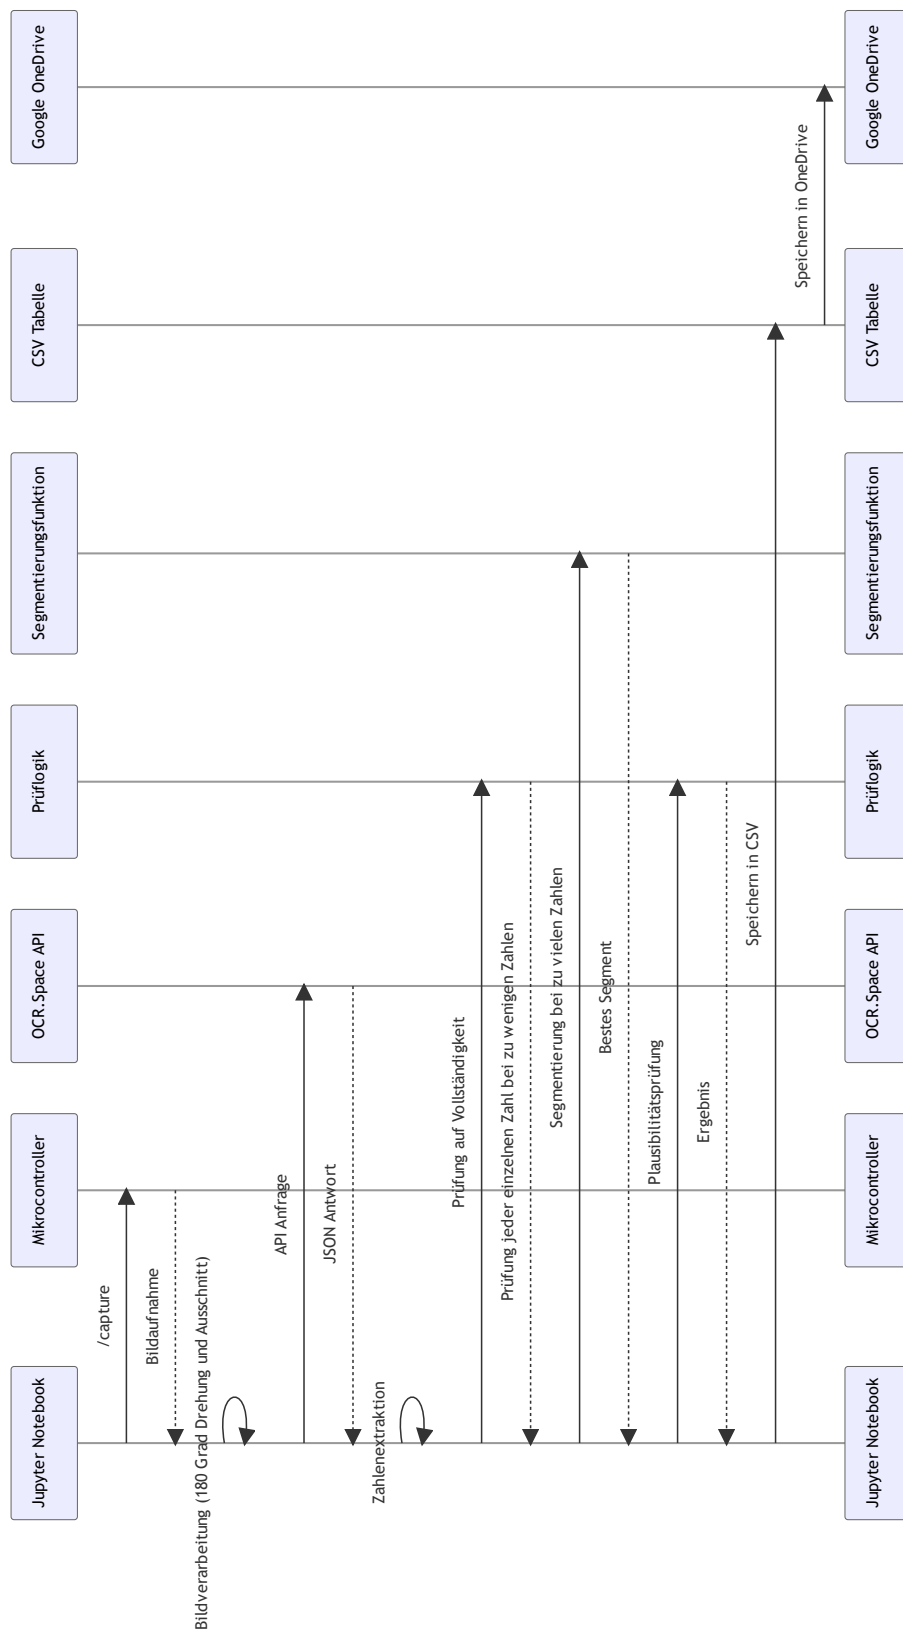 Jupyter Notebook
Mikrocontroller
OCR.Space API
Prüflogik
Segmentierungsfunktion
CSV Tabelle
Google OneDrive
/capture
Bildaufnahme
Bildverarbeitung (180 Grad Drehung und Ausschnitt)
API Anfrage
JSON Antwort
Zahlenextraktion
Prüfung auf Vollständigkeit
Prüfung jeder einzelnen Zahl bei zu wenigen Zahlen
Segmentierung bei zu vielen Zahlen
Bestes Segment
Plausibilitätsprüfung
Ergebnis
Speichern in CSV
Speichern in OneDrive
Jupyter Notebook
Mikrocontroller
OCR.Space API
Prüflogik
Segmentierungsfunktion
CSV Tabelle
Google OneDrive